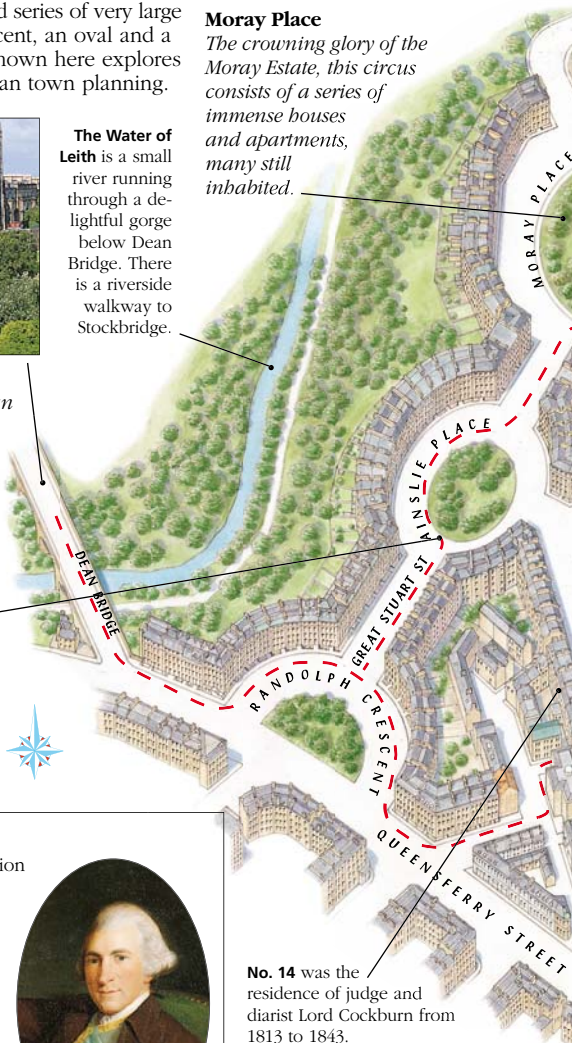 d series of very large
cent, an oval and a
hown here explores
an town planning.
Moray Place
The crowning glory of the
Moray Estate, this circus
consists of a series of
immense houses
and apartments,
many still
inhabited.
The Water of
Leith is a small
river running
through a de-
lightful gorge
below Dean
Bridge. There
is a riverside
walkway to
Stockbridge.
n
MORAY PLACE
AINSLIE PLACE
GREAT STUART ST
DEAN BRIDGE
RANDOLPH CRESCENT
QUEENSFERRY STREET
ion
No. 14 was the
residence of judge and
diarist Lord Cockburn from
1813 to 1843.